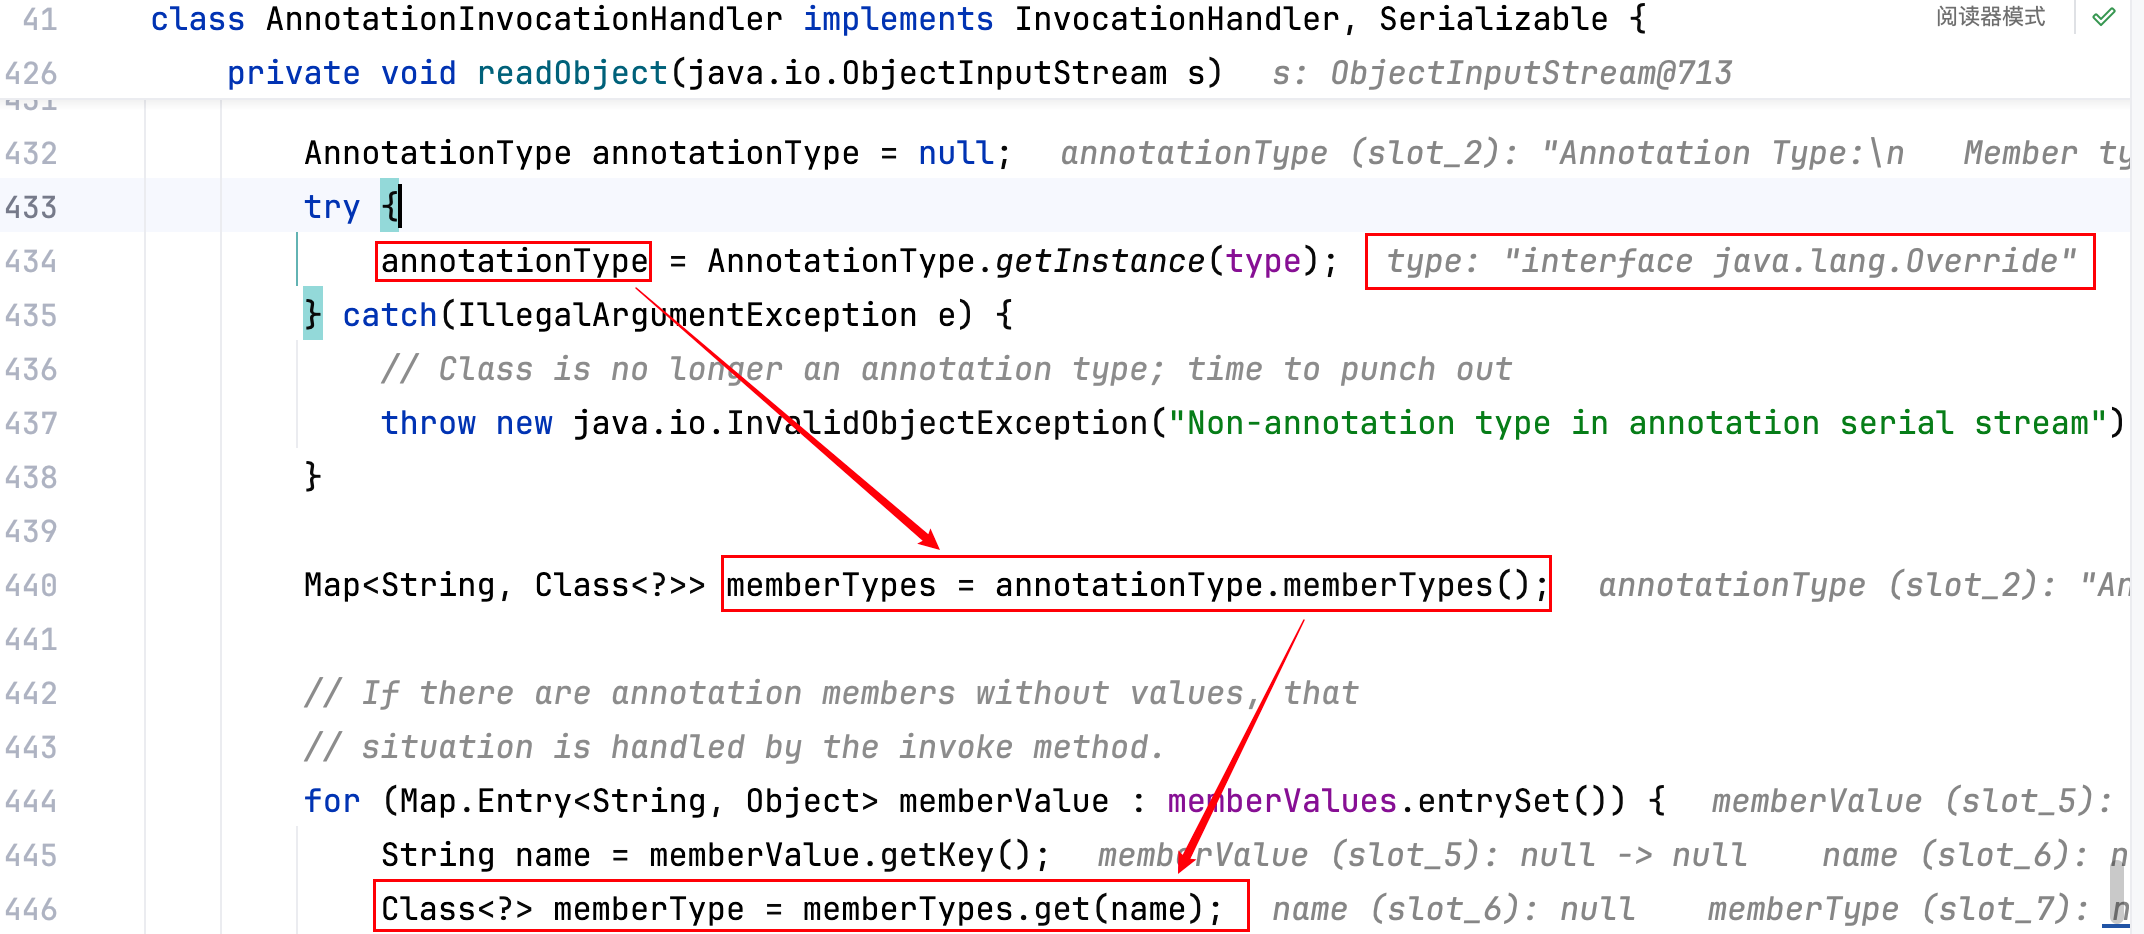 41 class AnnotationInvocationHandler implements InvocationHandler, Serializable { 阅读器模式
426 private void readObject(java.io.ObjectInputStream s) s: ObjectInputStream@713
431
432 AnnotationType annotationType = null; annotationType (slot_2): "Annotation Type:\n Member ty
433 try {
434 annotationType = AnnotationType.getInstance(type); type: "interface java.lang.Override"
435 } catch(IllegalArgumentException e) {
436 // Class is no longer an annotation type; time to punch out
437 throw new java.io.InvalidObjectException("Non-annotation type in annotation serial stream")
438 }
439
440 Map<String, Class<?>> memberTypes = annotationType.memberTypes(); annotationType (slot_2): "An
441
442 // If there are annotation members without values, that
443 // situation is handled by the invoke method.
444 for (Map.Entry<String, Object> memberValue : memberValues.entrySet()) { memberValue (slot_5):
445 String name = memberValue.getKey(); memberValue (slot_5): null -> null name (slot_6): n
446 Class<?> memberType = memberTypes.get(name); name (slot_6): null memberType (slot_7): n